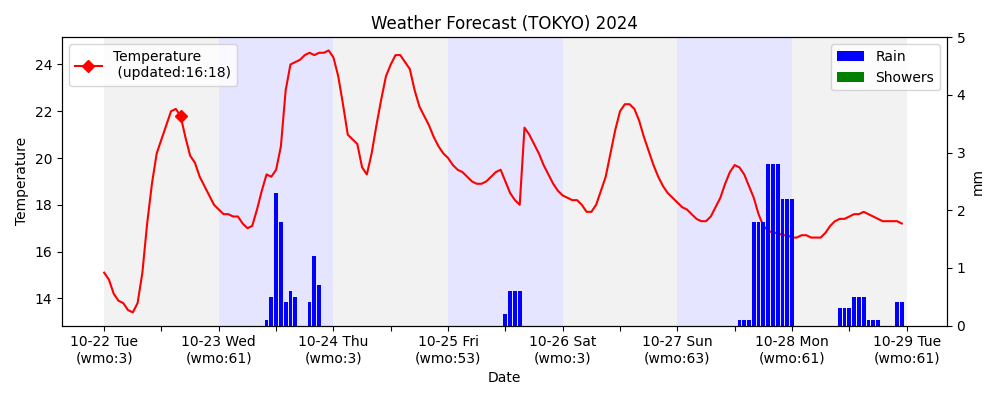 Weather Forecast (TOKYO) 2024
Temperature
(updated:16:18)
Rain
Showers
Temperature
24
22
20
18
16
14
5
4
3
2
1
0
mm
10-22 Tue
(wmo:3)
10-23 Wed
(wmo:61)
10-24 Thu
(wmo:3)
10-25 Fri
(wmo:53)
10-26 Sat
(wmo:3)
10-27 Sun
(wmo:63)
10-28 Mon
(wmo:61)
10-29 Tue
(wmo:61)
Date